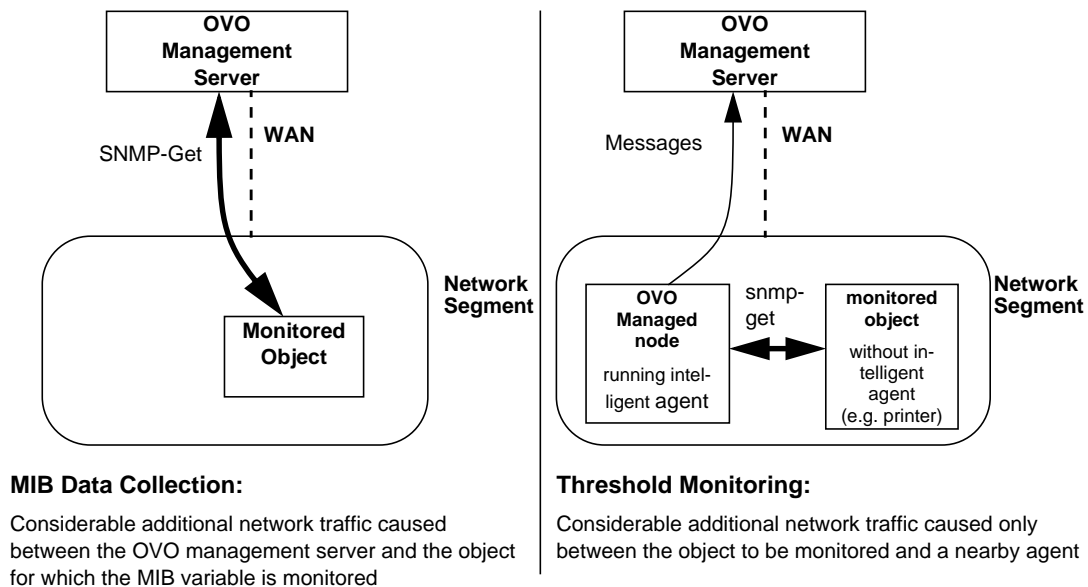 OVO
Management
Server
SNMP-Get
WAN
Network
Segment
Monitored
Object
MIB Data Collection:
Considerable additional network traffic caused
between the OVO management server and the object
for which the MIB variable is monitored
OVO
Management
Server
Messages
WAN
Network
Segment
OVO
Managed
node
running intel-
ligent agent
snmp-
get
monitored
object
without in-
telligent
agent
(e.g. printer)
Threshold Monitoring:
Considerable additional network traffic caused only
between the object to be monitored and a nearby agent